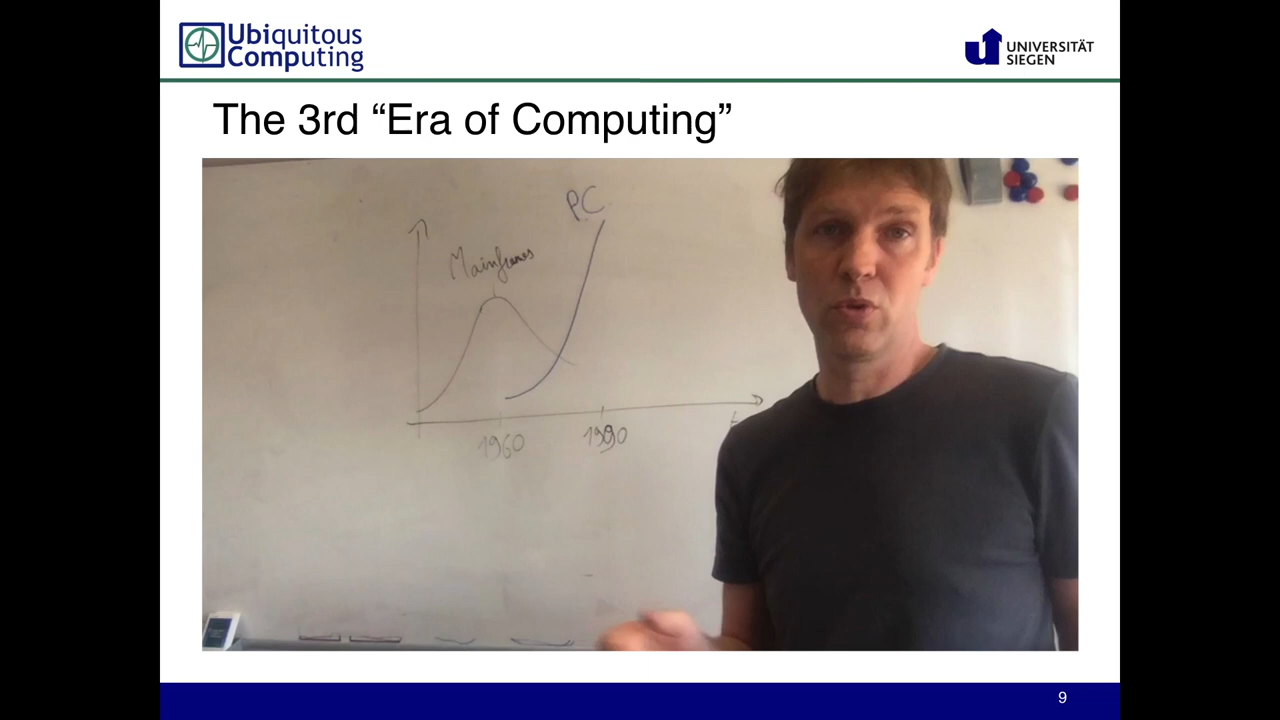 Ubiquitous
Computing
UNIVERSITÄT
SIEGEN
The 3rd “Era of Computing”
PC
Mainframes
1960
1990
t
9